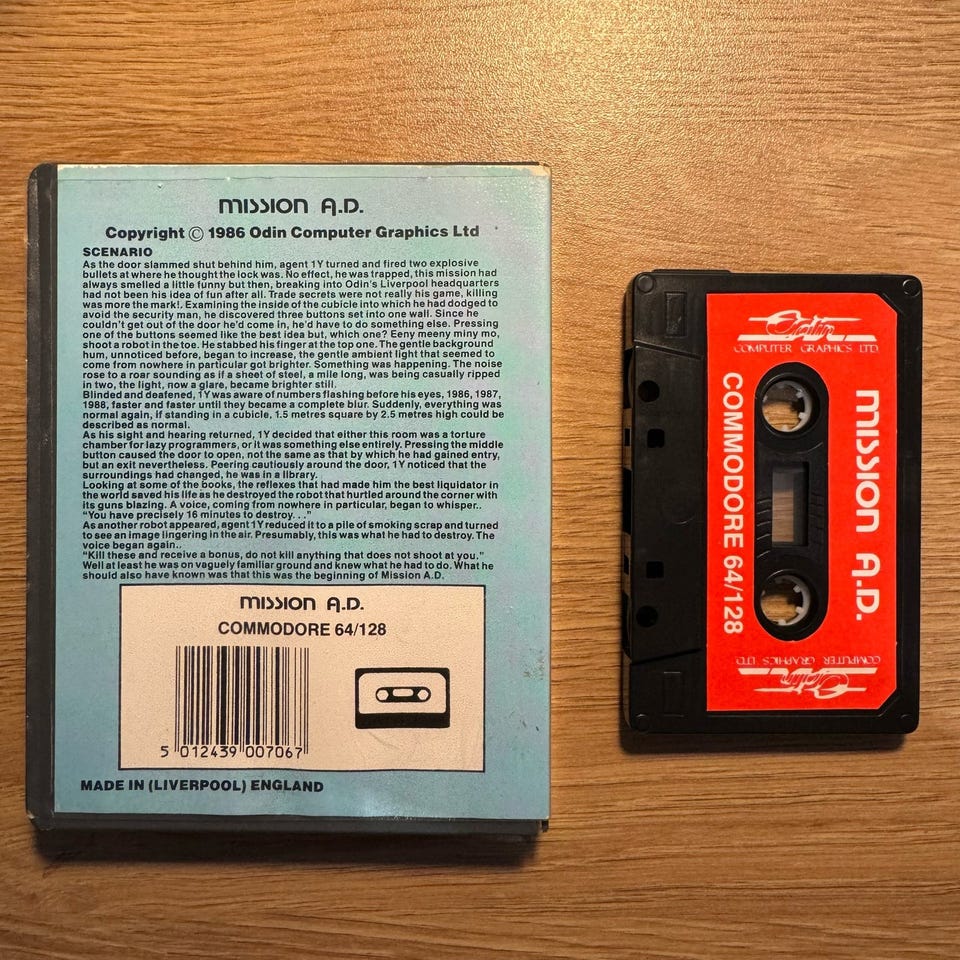 MISSION A.D.
Copyright © 1986 Odin Computer Graphics Ltd
SCENARIO
As the door slammed shut behind him, agent 1Y turned and fired two explosive
bullets at where he thought the lock was. No effect, he was trapped, this mission had
always smelled a little funny but then, breaking into Odin's Liverpool headquarters
had not been his idea of fun after all. Trade secrets were not really his game, killing
was more the mark!. Examining the inside of the cubicle into which he had dodged to
avoid the security man, he discovered three buttons set into one wall. Since he
couldn't get out of the door he'd come in, he'd have to do something else. Pressing
one of the buttons seemed like the best idea but, which one? Eeny meeny miny mo,
shoot a robot in the toe. He stabbed his finger at the top one. The gentle background
hum, unnoticed before, began to increase, the gentle ambient light that seemed to
come from nowhere in particular got brighter. Something was happening. The noise
rose to a roar sounding as if a sheet of steel, a mile long, was being casually ripped
in two, the light, now a glare, became brighter still.
Blinded and deafened, 1Y was aware of numbers flashing before his eyes, 1986, 1987,
1988, faster and faster until they became a complete blur. Suddenly, everything was
normal again, if standing in a cubicle, 1.5 metres square by 2.5 metres high could be
described as normal.
As his sight and hearing returned, 1Y decided that either this room was a torture
chamber for lazy programmers, or it was something else entirely. Pressing the middle
button caused the door to open, not the same as that by which he had gained entry,
but an exit nevertheless. Peering cautiously around the door, 1Y noticed that the
surroundings had changed, he was in a library.
Looking at some of the books, the reflexes that had made him the best liquidator in
the world saved his life as he destroyed the robot that hurtled around the corner with
its guns blazing. A voice, coming from nowhere in particular, began to whisper..
"You have precisely 16 minutes to destroy. . ."
As another robot appeared, agent 1Y reduced it to a pile of smoking scrap and turned
to see an image lingering in the air. Presumably, this was what he had to destroy. The
voice began again..
"Kill these and receive a bonus, do not kill anything that does not shoot at you."
Well at least he was on vaguely familiar ground and knew what he had to do. What he
should also have known was that this was the beginning of Mission A.D.
MISSION A.D.
COMMODORE 64/128
5 012439 007067
MADE IN (LIVERPOOL) ENGLAND
Odin
COMPUTER GRAPHICS LTD.
MISSION A.D.
COMMODORE 64/128
Odin
COMPUTER GRAPHICS LTD.